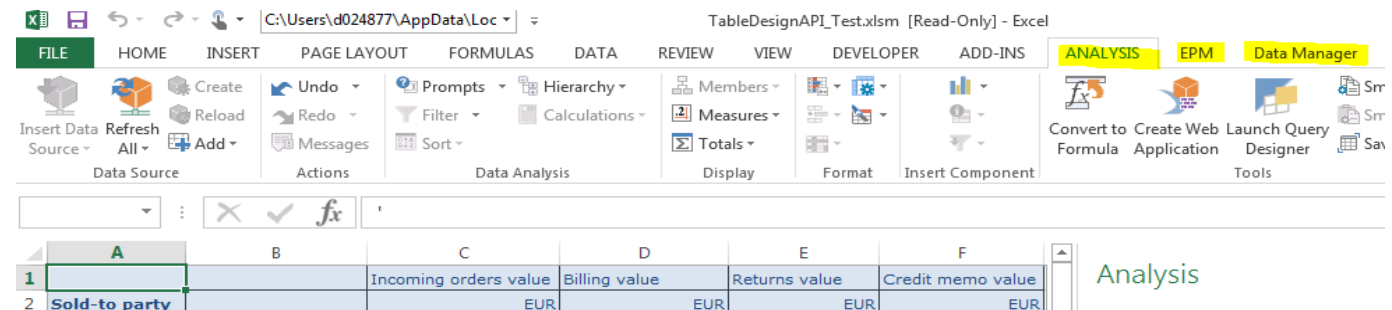 C:\Users\d024877\AppData\Loc TableDesignAPI_Test.xlsm [Read-Only] - Excel
FILE HOME INSERT PAGE LAYOUT FORMULAS DATA REVIEW VIEW DEVELOPER ADD-INS ANALYSIS EPM Data Manager
Create Undo Prompts Hierarchy Members Sm
Insert Data Refresh Reload Redo Filter Calculations Measures Convert to Create Web Launch Query Sm
Source All Add Messages Sort Totals Formula Application Designer Sav
Data Source Actions Data Analysis Display Format Insert Component Tools
fx '
A B C D E F
1 Incoming orders value Billing value Returns value Credit memo value Analysis
2 Sold-to party EUR EUR EUR EUR